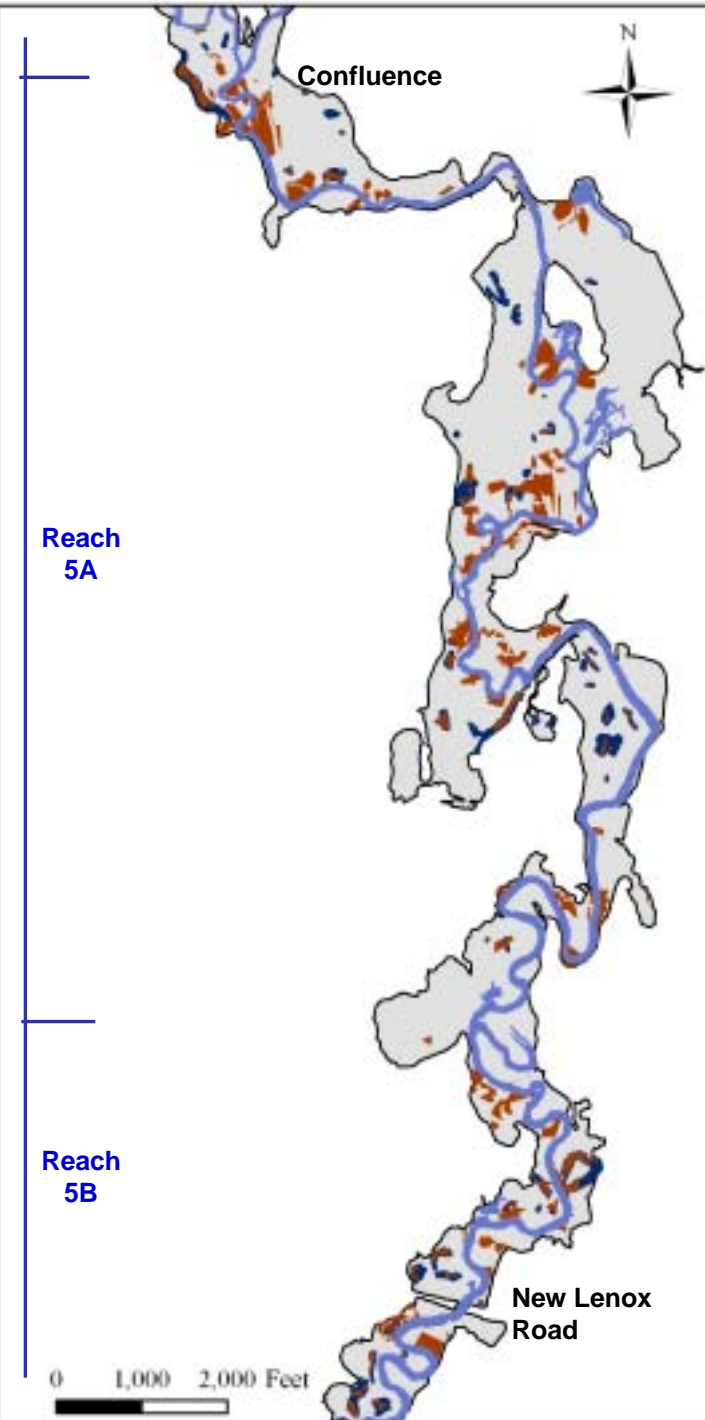 N
Confluence
Reach
5A
Reach
5B
New Lenox
Road
0 1,000 2,000 Feet